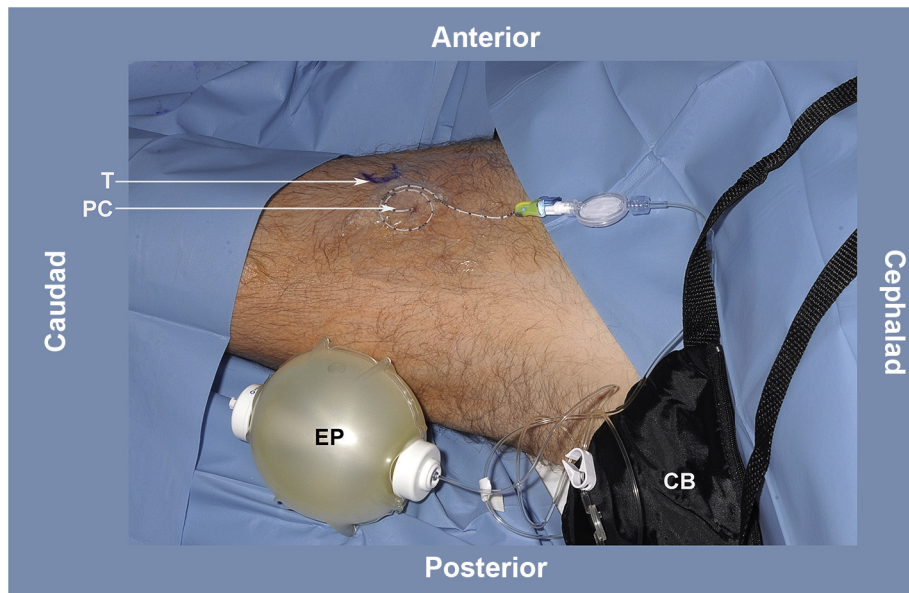 Anterior
T
PC
Caudad
Cephalad
EP
CB
Posterior